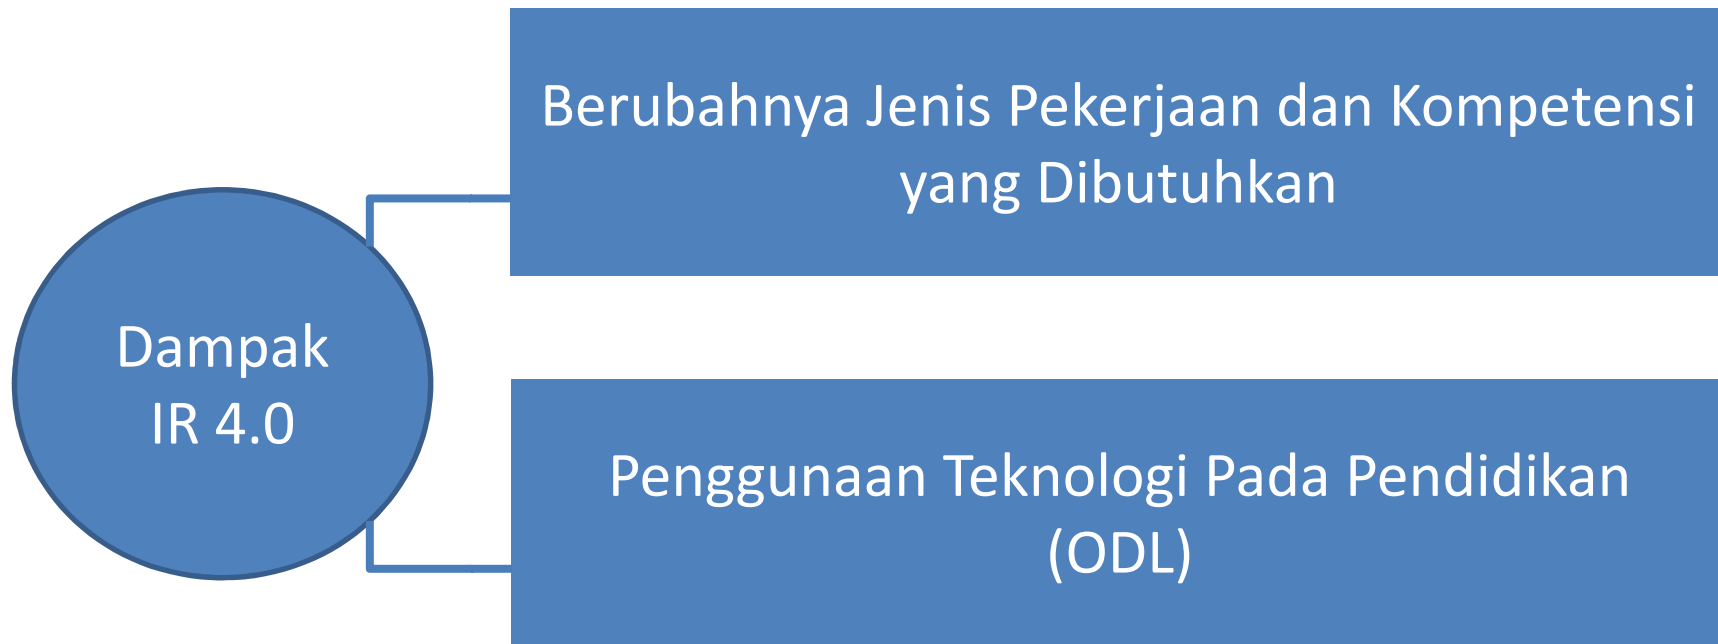 Dampak
IR 4.0
Berubahnya Jenis Pekerjaan dan Kompetensi
yang Dibutuhkan
Penggunaan Teknologi Pada Pendidikan
(ODL)